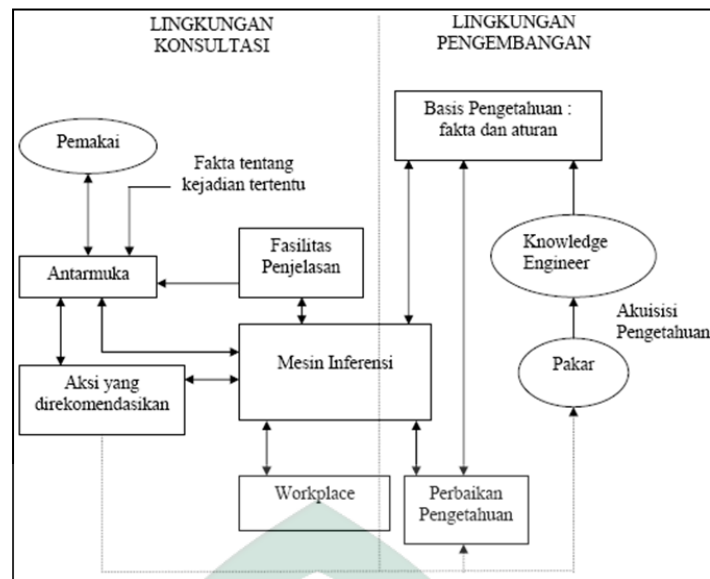 LINGKUNGAN
KONSULTASI
LINGKUNGAN
PENGEMBANGAN
Pemakai
Fakta tentang
kejadian tertentu
Basis Pengetahuan :
fakta dan aturan
Antarmuka
Fasilitas
Penjelasan
Knowledge
Engineer
Akuisisi
Pengetahuan
Aksi yang
direkomendasikan
Mesin Inferensi
Pakar
Workplace
Perbaikan
Pengetahuan